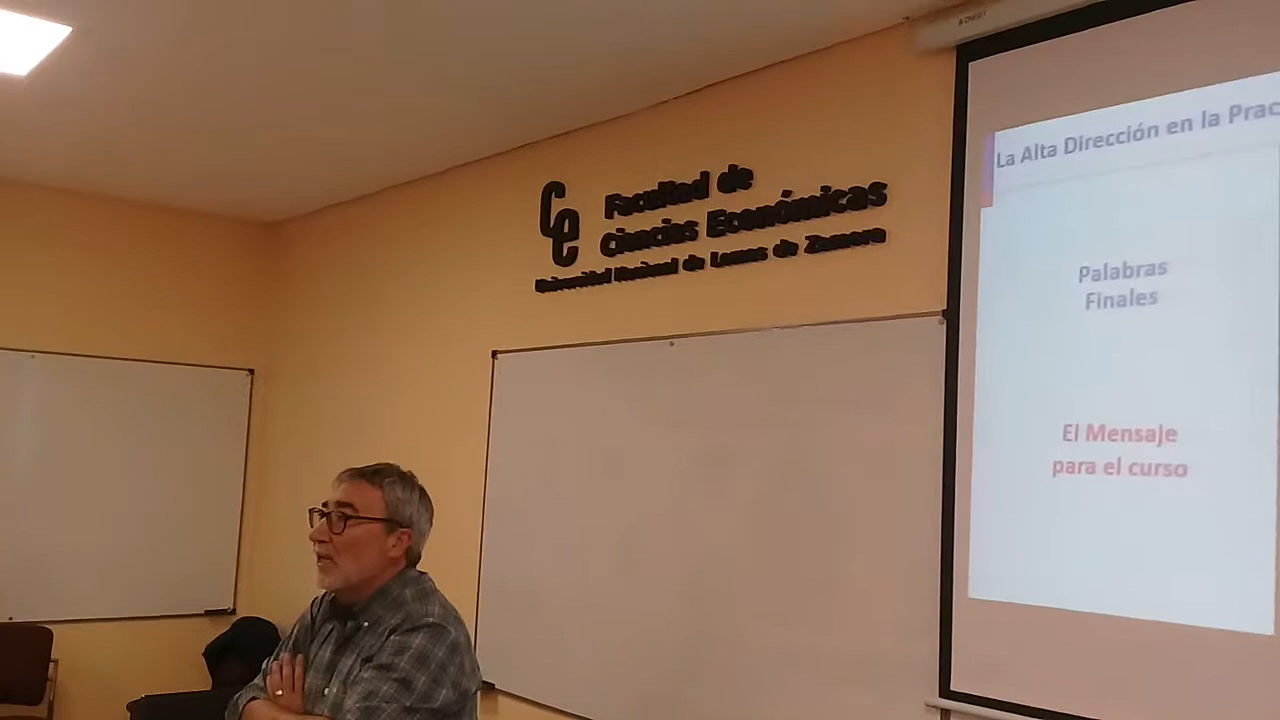 Ce
Facultad de
Ciencias Económicas
Universidad Nacional de Lomas de Zamora
La Alta Dirección en la Prac
Palabras
Finales
El Mensaje
para el curso